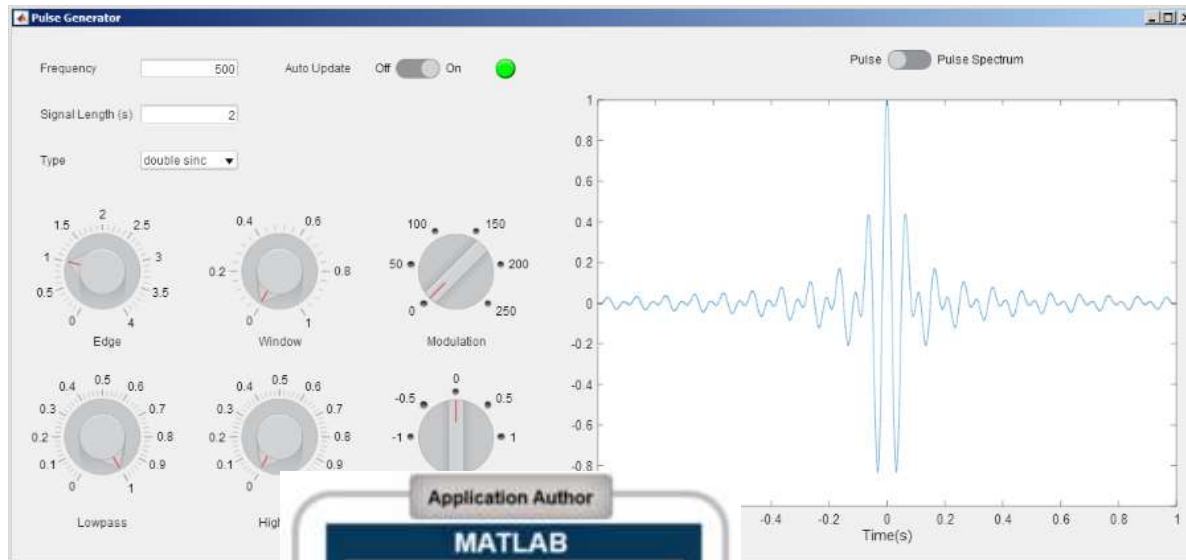 Pulse Generator
Frequency 500 Auto Update Off On
Pulse Pulse Spectrum
Signal Length (s) 2
Type double sinc
0 0.5 1 1.5 2 2.5 3 3.5 4
Edge
0 0.2 0.4 0.6 0.8 1
Window
0 50 100 150 200 250
Modulation
0 0.1 0.2 0.3 0.4 0.5 0.6 0.7 0.8 0.9 1
Lowpass
0 0.1 0.2 0.3 0.4 0.5 0.6 0.7 0.8 0.9
High
-1 -0.5 0 0.5 1
1
0.8
0.6
0.4
0.2
0
-0.2
-0.4
-0.6
-0.8
-0.4 -0.2 0 0.2 0.4 0.6 0.8 1
Time(s)
Application Author
MATLAB